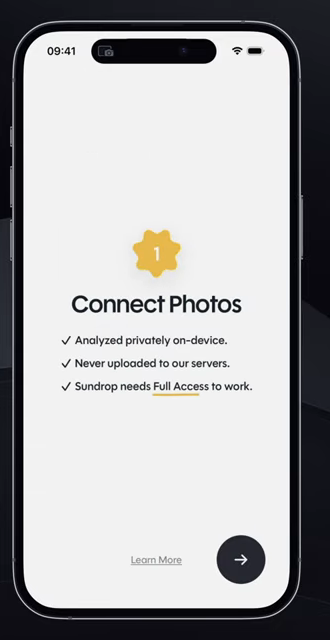 09:41
1
Connect Photos
✓ Analyzed privately on-device.
✓ Never uploaded to our servers.
✓ Sundrop needs Full Access to work.
Learn More